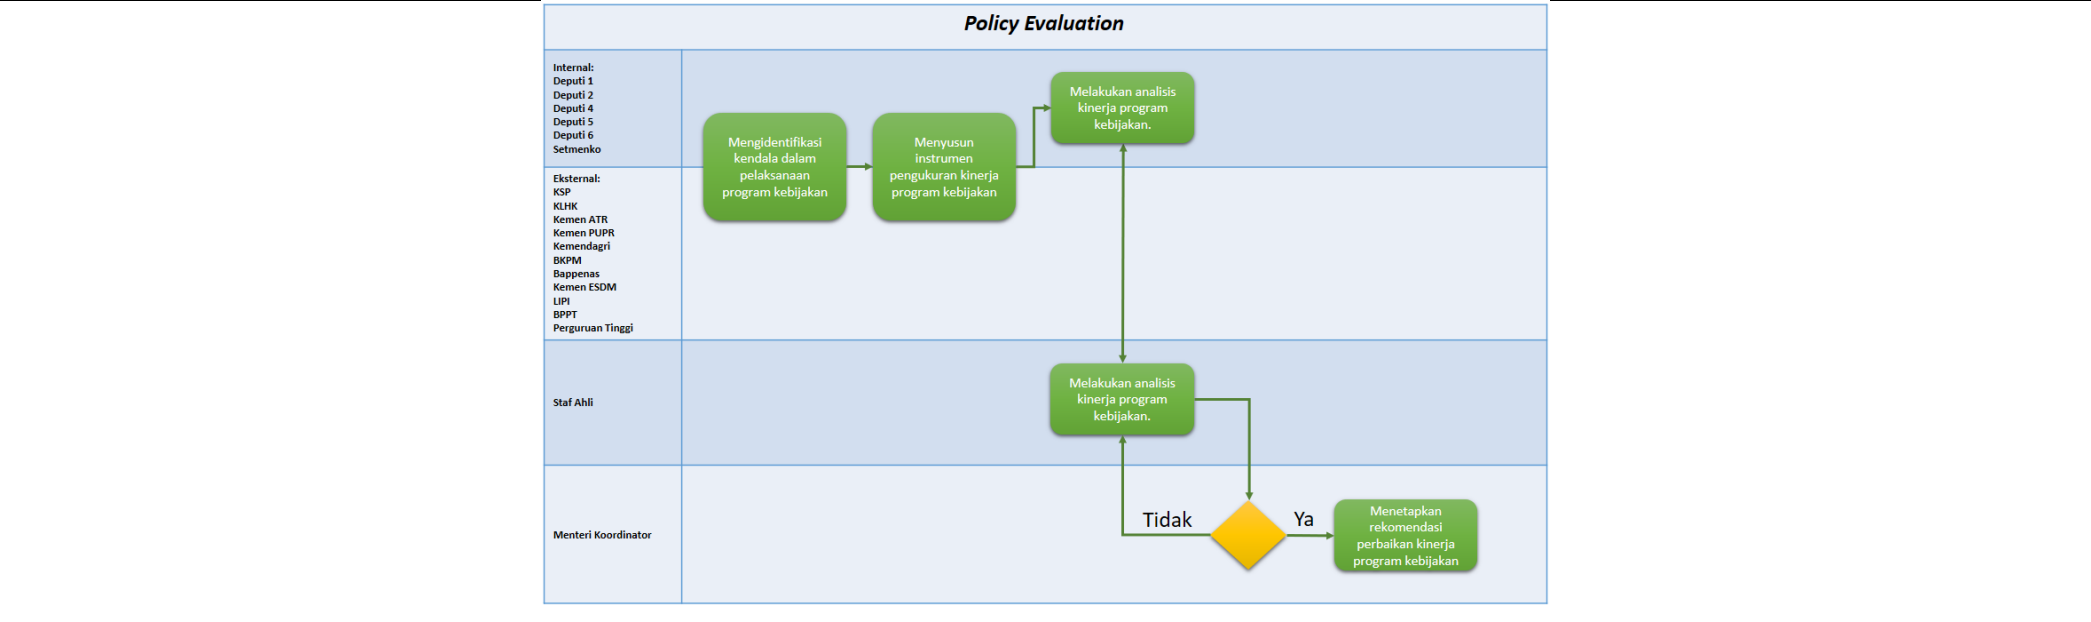 Policy Evaluation
Internal:
Deputi 1
Deputi 2
Deputi 4
Deputi 5
Deputi 6
Setmenko
Mengidentifikasi
kendala dalam
pelaksanaan
program kebijakan
Menyusun
instrumen
pengukuran kinerja
program kebijakan
Melakukan analisis
kinerja program
kebijakan.
Eksternal:
KSP
KLHK
Kemen ATR
Kemen PUPR
Kemendagri
BKPM
Bappenas
Kemen ESDM
LIPI
BPPT
Perguruan Tinggi
Staf Ahli
Melakukan analisis
kinerja program
kebijakan.
Menteri Koordinator
Tidak
Ya
Menetapkan
rekomendasi
perbaikan kinerja
program kebijakan